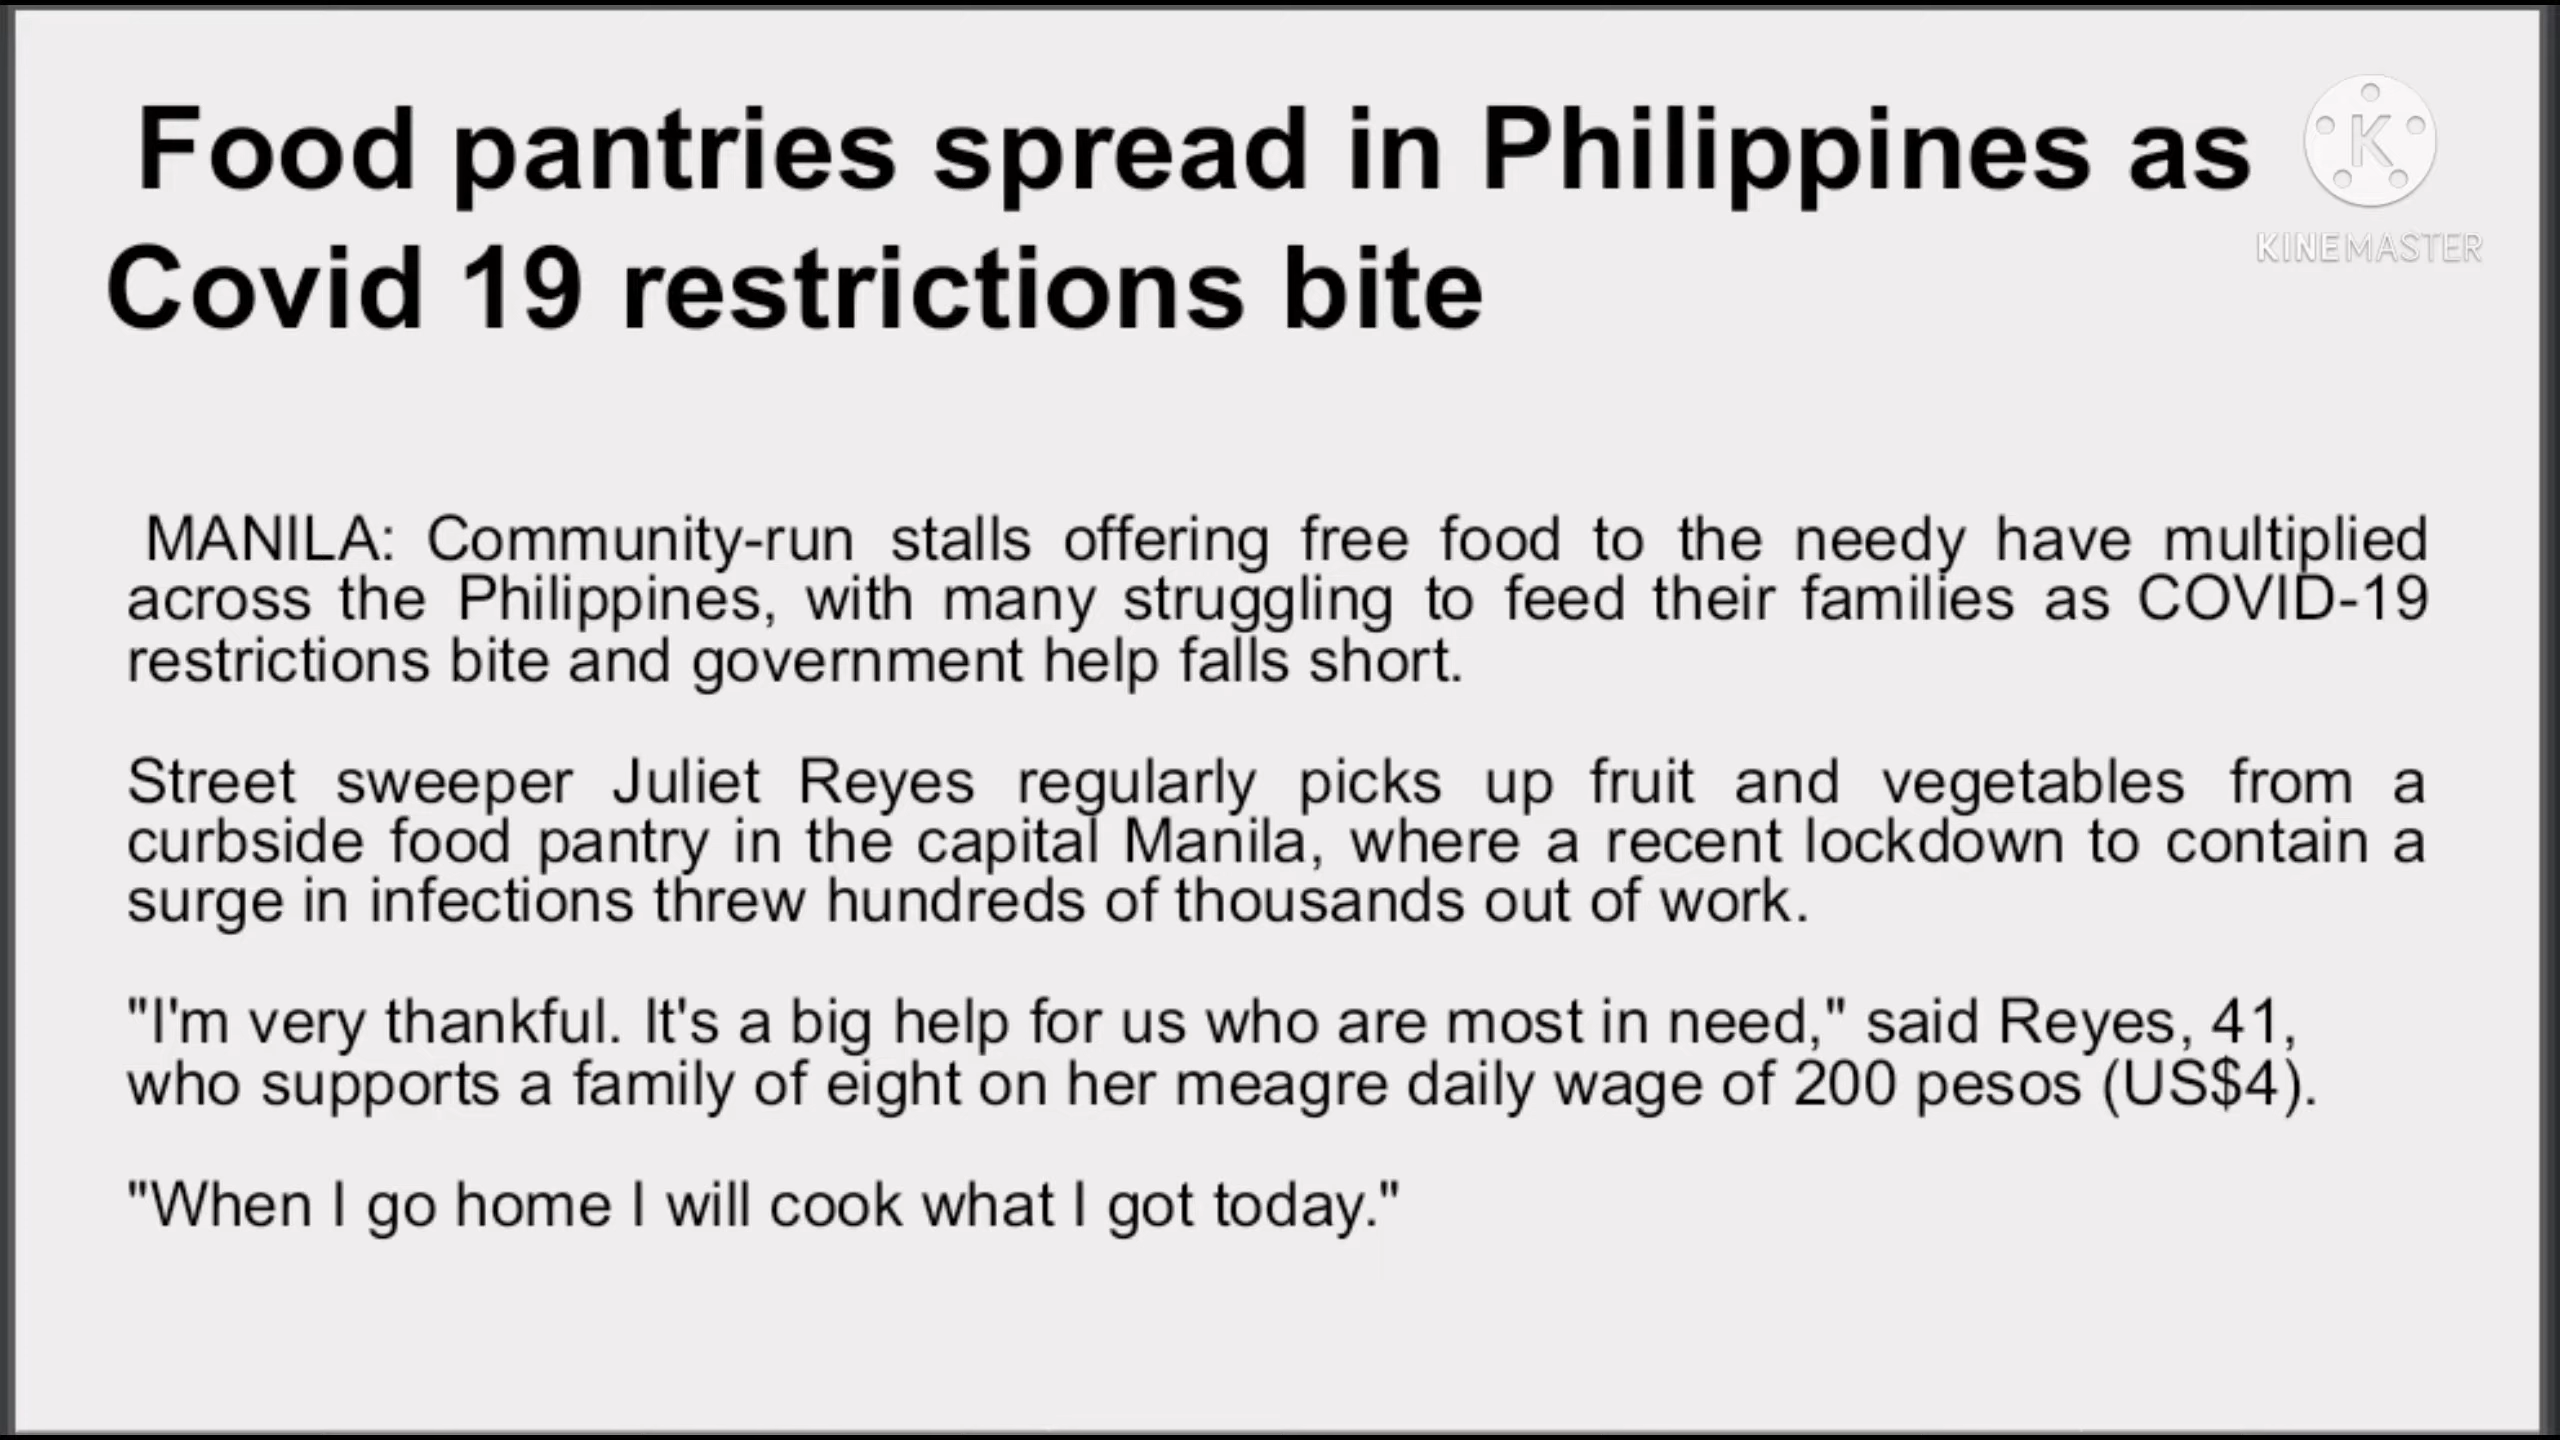 Food pantries spread in Philippines as
Covid 19 restrictions bite
K
KINEMASTER
MANILA: Community-run stalls offering free food to the needy have multiplied
across the Philippines, with many struggling to feed their families as COVID-19
restrictions bite and government help falls short.
Street sweeper Juliet Reyes regularly picks up fruit and vegetables from a
curbside food pantry in the capital Manila, where a recent lockdown to contain a
surge in infections threw hundreds of thousands out of work.
"I'm very thankful. It's a big help for us who are most in need," said Reyes, 41,
who supports a family of eight on her meagre daily wage of 200 pesos (US$4).
"When I go home I will cook what I got today."